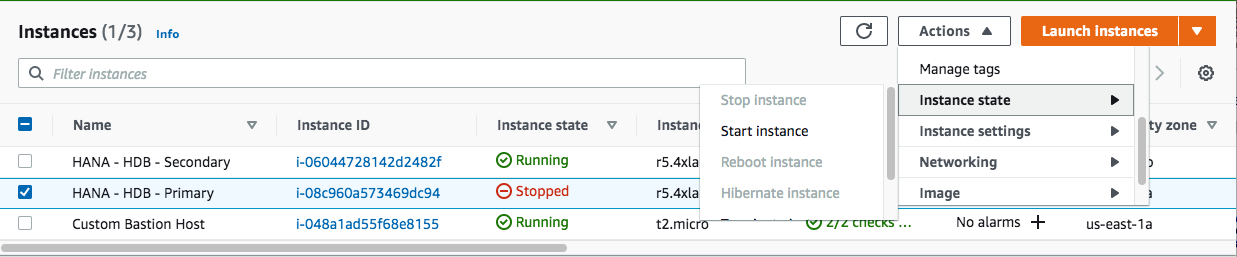 Instances (1/3) Info Actions Launch instances
Filter instances
Manage tags
Instance state
Instance settings
Networking
Image
Stop instance
Start instance
Reboot instance
Hibernate instance
Name Instance ID Instance state ty zone
HANA - HDB - Secondary i-06044728142d2482f Running r5.4xla
HANA - HDB - Primary i-08c960a573469dc94 Stopped r5.4xla
Custom Bastion Host i-048a1ad55f68e8155 Running t2.micro 2/2 checks ... No alarms us-east-1a